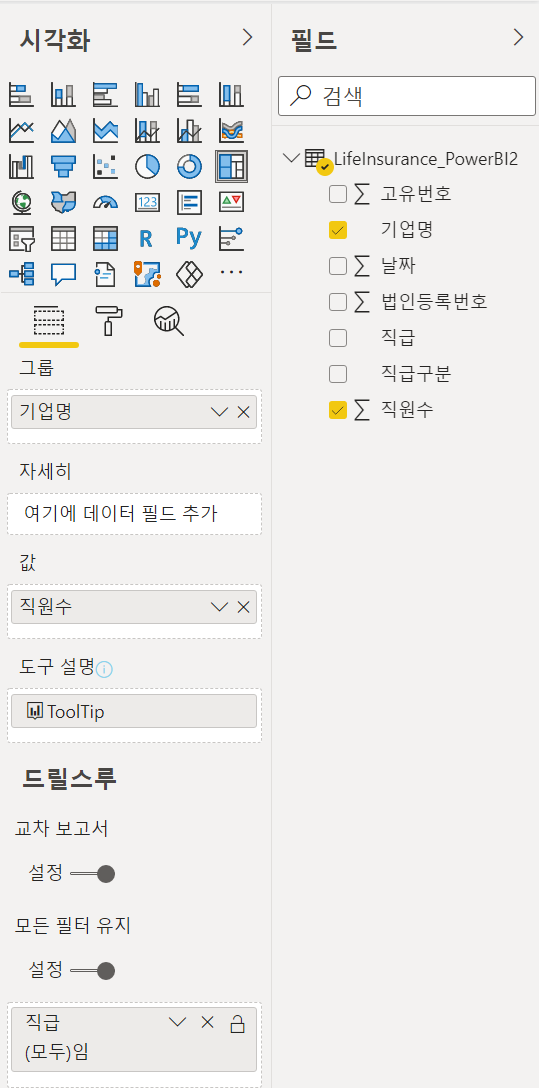 시각화
R
Py
123
그룹
기업명
자세히
여기에 데이터 필드 추가
값
직원수
도구 설명
ToolTip
드릴스루
교차 보고서
설정
모든 필터 유지
설정
직급
(모두)임
필드
검색
LifeInsurance_PowerBI2
고유번호
기업명
날짜
법인등록번호
직급
직급구분
직원수